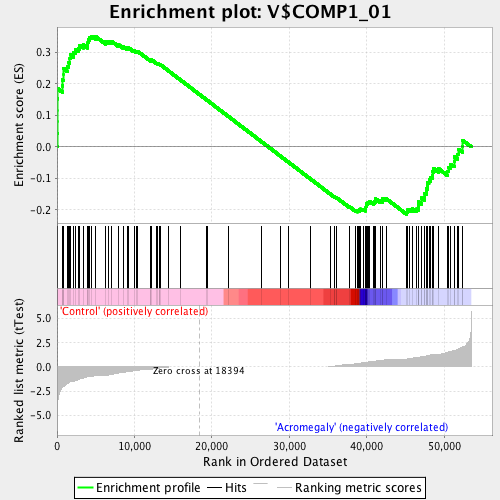 Enrichment plot: V$COMP1_01
Enrichment score (ES)
0.3
0.2
0.1
0.0
-0.1
-0.2
'Control' (positively correlated)
Ranked list metric (tTest)
5.0
2.5
0.0
-2.5
-5.0
Zero cross at 18394
'Acromegaly' (negatively correlated)
0
10,000
20,000
30,000
40,000
50,000
Rank in Ordered Dataset
Enrichment profile
Hits
Ranking metric scores